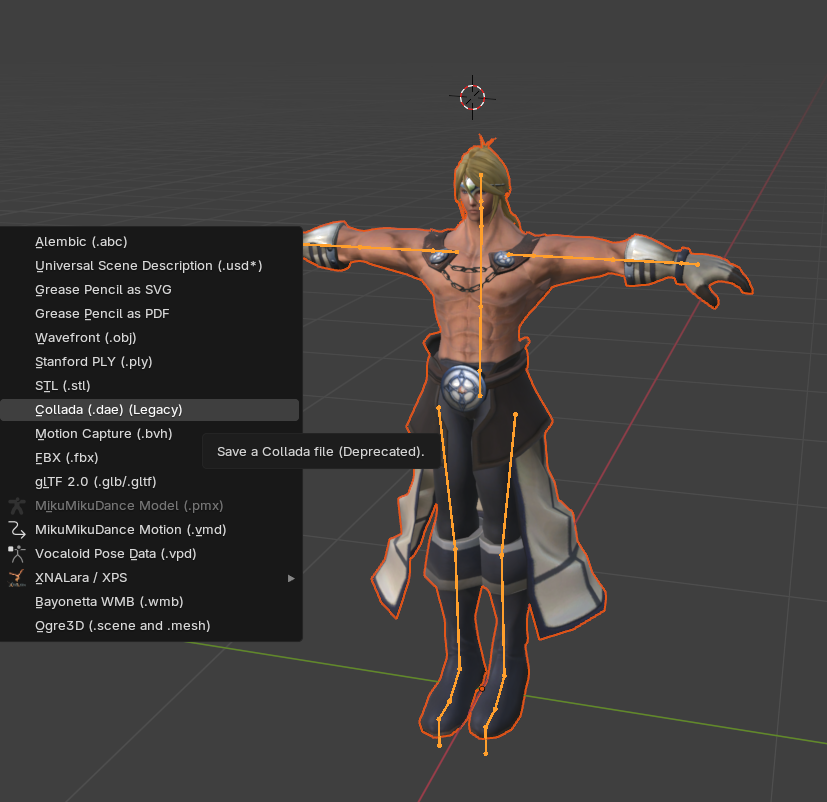 Alembic (.abc)
Universal Scene Description (.usd*)
Grease Pencil as SVG
Grease Pencil as PDF
Wavefront (.obj)
Stanford PLY (.ply)
STL (.stl)
Collada (.dae) (Legacy)
Motion Capture (.bvh)
Save a Collada file (Deprecated).
FBX (.fbx)
glTF 2.0 (.glb/.gltf)
MikuMikuDance Model (.pmx)
MikuMikuDance Motion (.vmd)
Vocaloid Pose Data (.vpd)
XNALara / XPS
Bayonetta WMB (.wmb)
Ogre3D (.scene and .mesh)